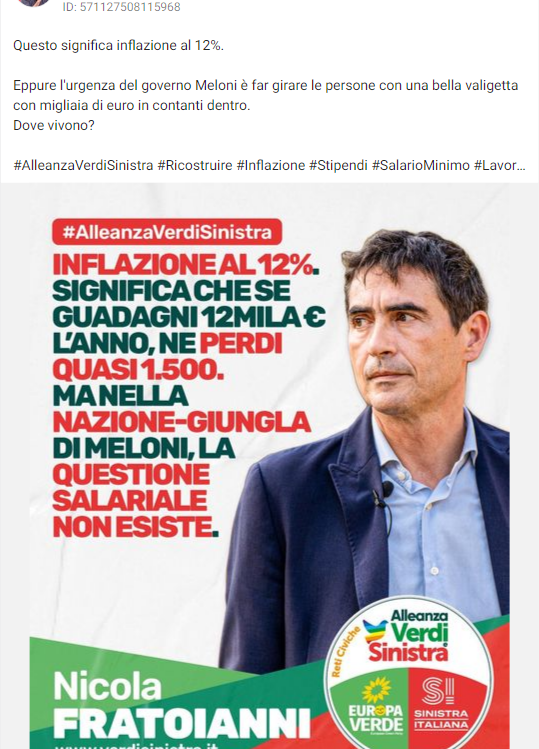 ID: 571127508115968
Questo significa inflazione al 12%.
Eppure l'urgenza del governo Meloni è far girare le persone con una bella valigetta
con migliaia di euro in contanti dentro.
Dove vivono?
#AlleanzaVerdiSinistra #Ricostruire #Inflazione #Stipendi #SalarioMinimo #Lavor...
#AlleanzaVerdiSinistra
INFLAZIONE AL 12%.
SIGNIFICA CHE SE
GUADAGNI 12MILA €
L'ANNO, NE PERDI
QUASI 1.500.
MA NELLA
NAZIONE-GIUNGLA
DI MELONI, LA
QUESTIONE
SALARIALE
NON ESISTE.
Reti Civiche
Alleanza
Verdi
Sinistra
EUROPA
VERDE
SI
SINISTRA
ITALIANA
Nicola
FRATOIANNI
www.verdisinistra.it